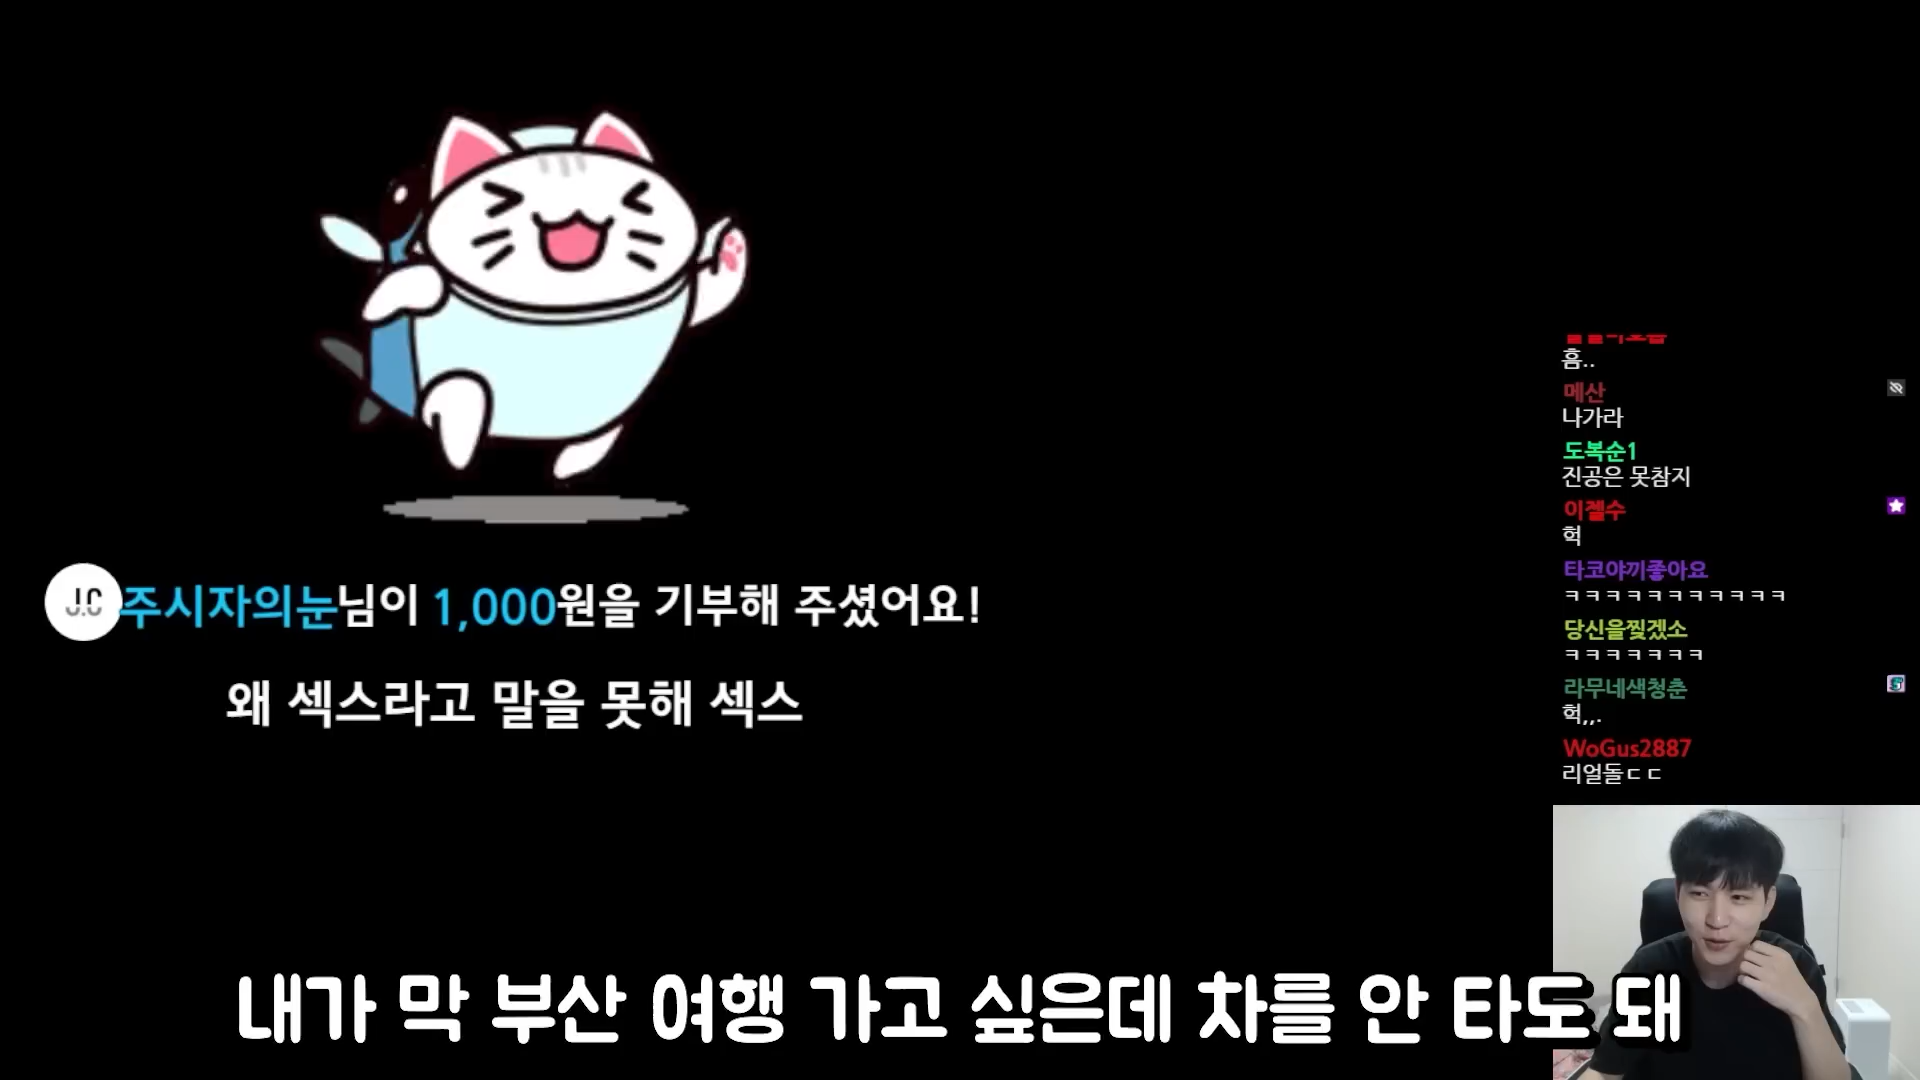 J.C
주시자의눈님이 1,000원을 기부해 주셨어요!
왜 섹스라고 말을 못해 섹스
흠..
메산
나가라
도복순1
진공은 못참지
이젤수
헉
타코야끼좋아요
ㅋㅋㅋㅋㅋㅋㅋㅋㅋㅋㅋ
당신을찢겠소
ㅋㅋㅋㅋㅋㅋㅋ
라무네색청춘
헉,,.
WoGus2887
리얼돌ㄷㄷ
내가 막 부산 여행 가고 싶은데 차를 안 타도 돼